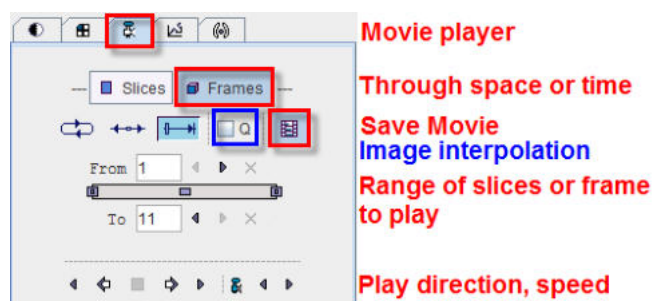 Movie player
Slices Frames
Through space or time
Q
Save Movie
Image interpolation
From 1
Range of slices or frame
to play
To 11
Play direction, speed